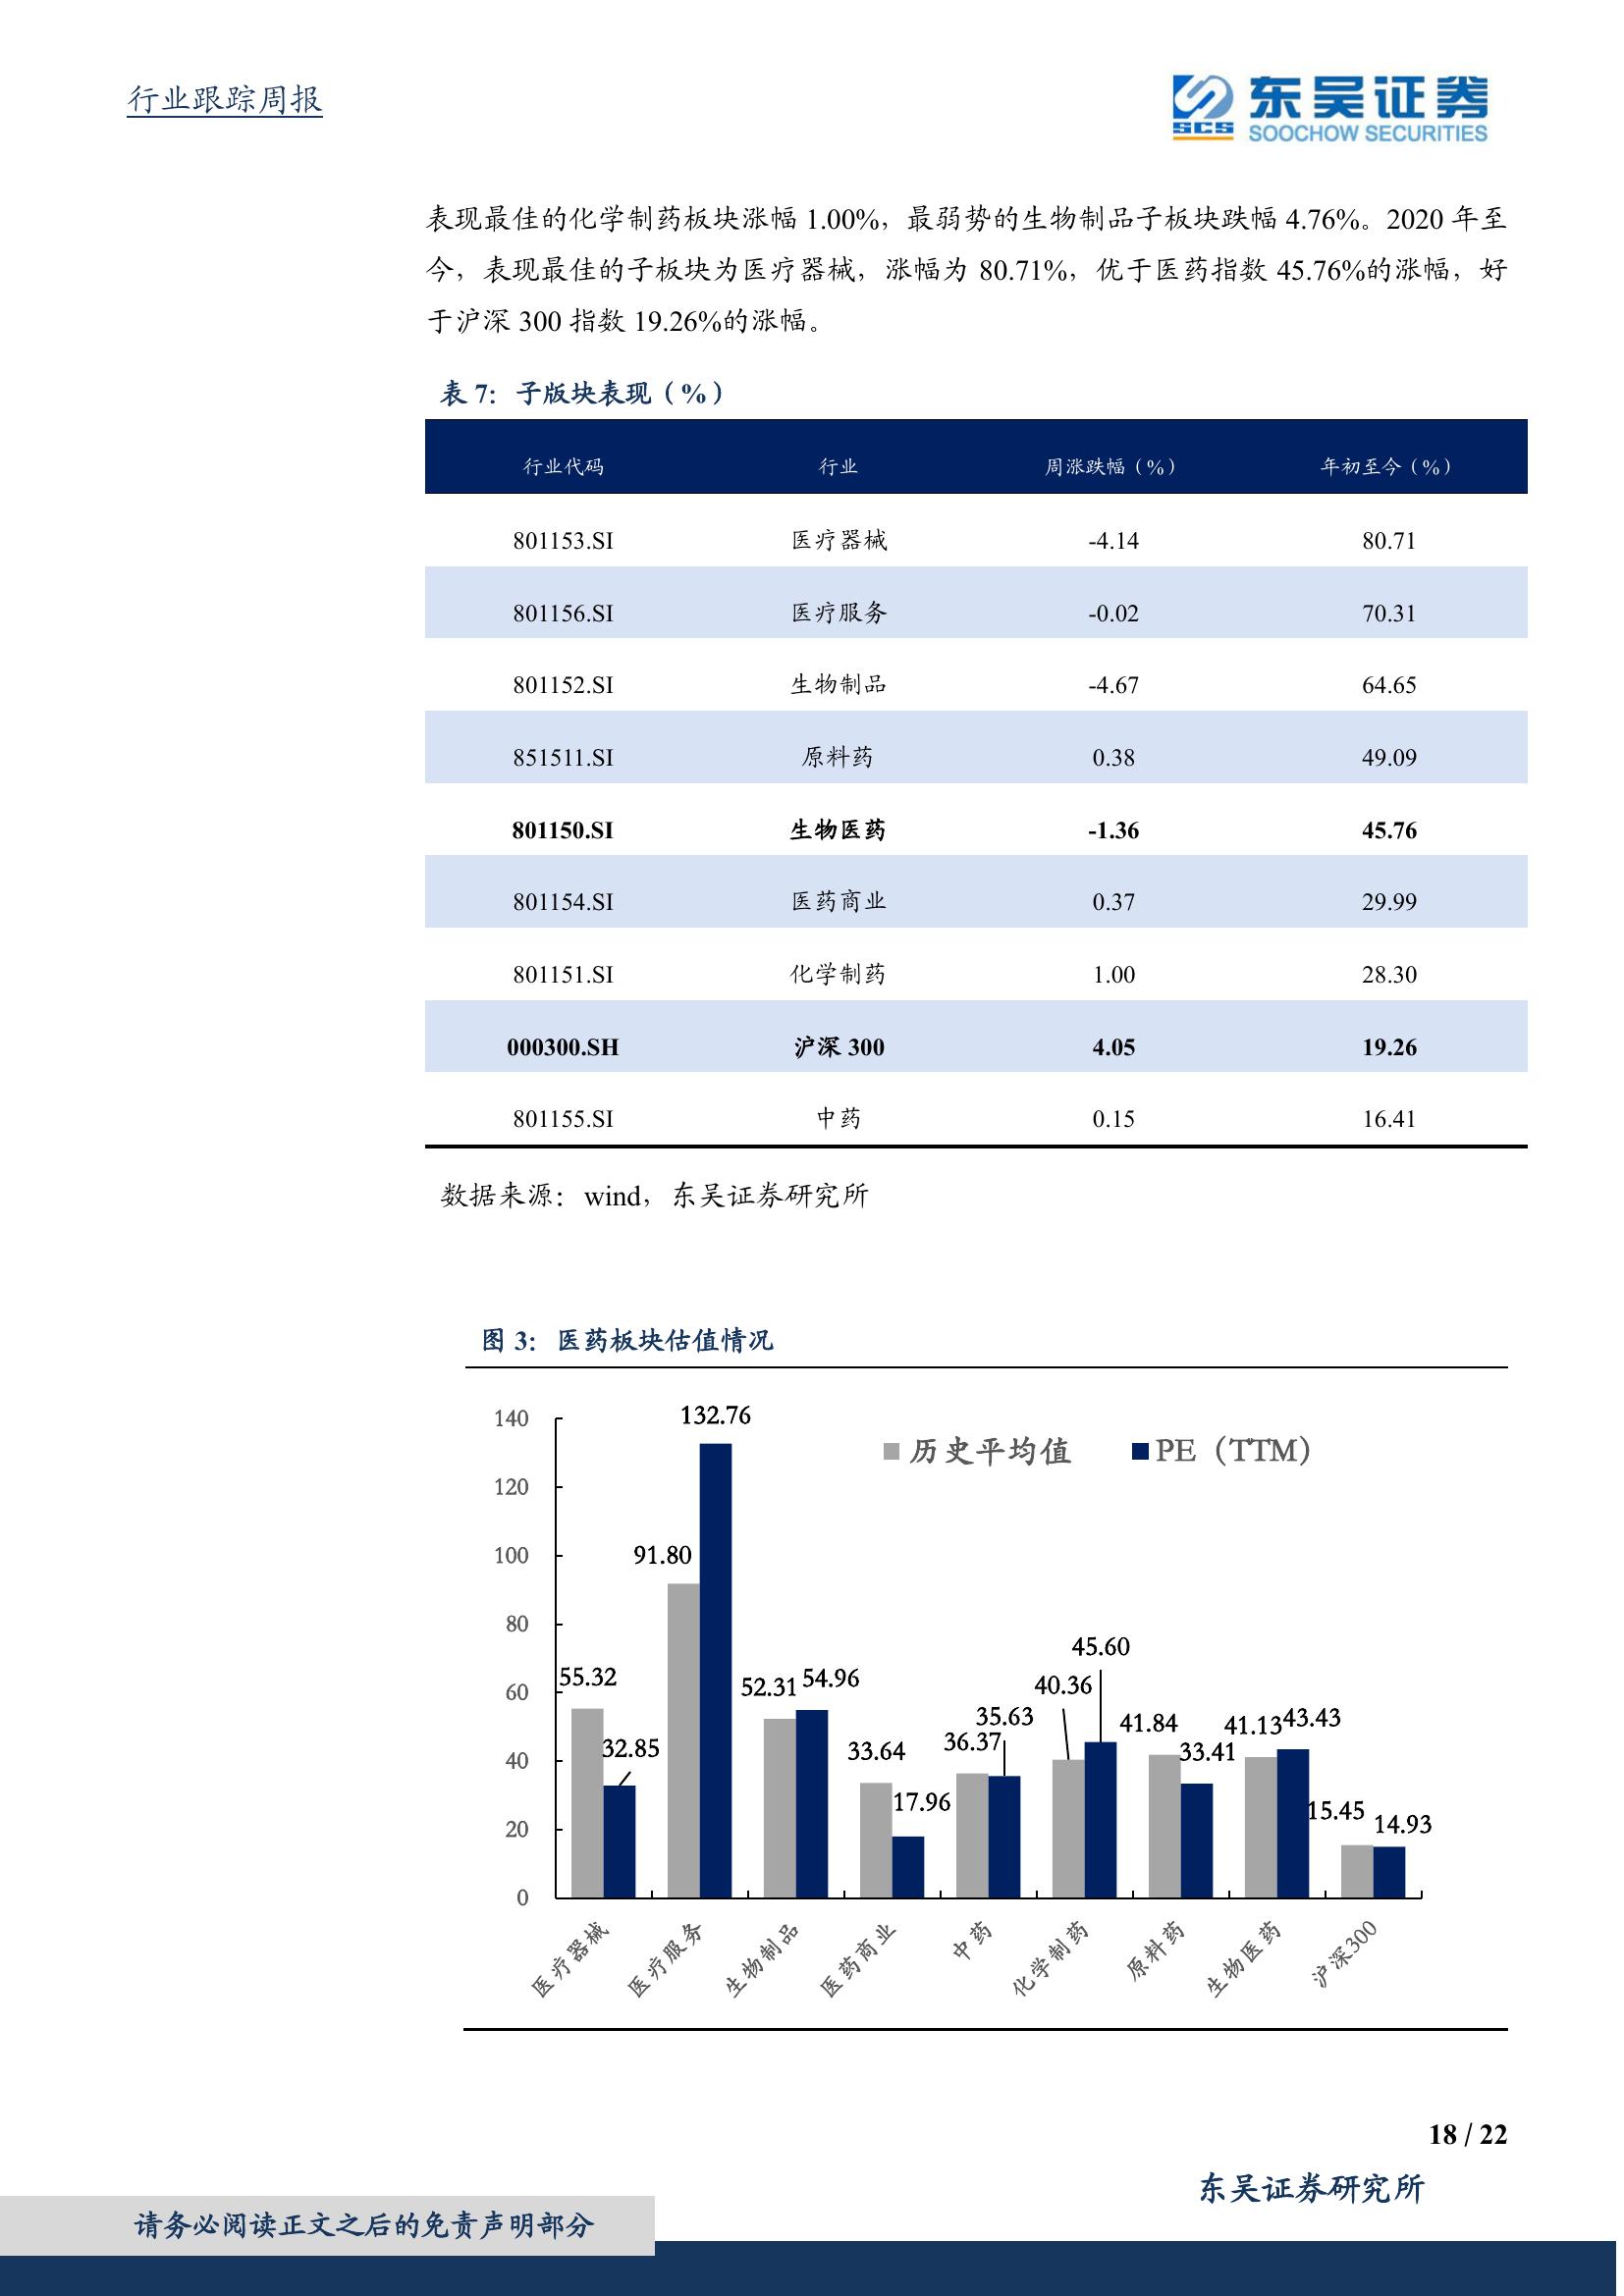 行业跟踪周报
东吴证券
SCS
SOOCHOW SECURITIES
表现最佳的化学制药板块涨幅 1.00%，最弱势的生物制品子板块跌幅 4.76%。2020 年至
今，表现最佳的子板块为医疗器械，涨幅为 80.71%，优于医药指数 45.76%的涨幅，好
于沪深 300 指数 19.26%的涨幅。
表 7：子版块表现（%）
行业代码 行业 周涨跌幅（%） 年初至今（%）
801153.SI 医疗器械 -4.14 80.71
801156.SI 医疗服务 -0.02 70.31
801152.SI 生物制品 -4.67 64.65
851511.SI 原料药 0.38 49.09
801150.SI 生物医药 -1.36 45.76
801154.SI 医药商业 0.37 29.99
801151.SI 化学制药 1.00 28.30
000300.SH 沪深 300 4.05 19.26
801155.SI 中药 0.15 16.41
数据来源：wind，东吴证券研究所
图 3：医药板块估值情况
历史平均值 PE（TTM）
140
120
100
80
60
40
20
0
55.32 32.85
91.80 132.76
52.31 54.96
33.64 17.96
36.37 35.63
40.36 45.60
41.84 33.41
41.13 43.43
15.45 14.93
医疗器械 医疗服务 生物制品 医药商业 中药 化学制药 原料药 生物医药 沪深300
18 / 22
东吴证券研究所
请务必阅读正文之后的免责声明部分